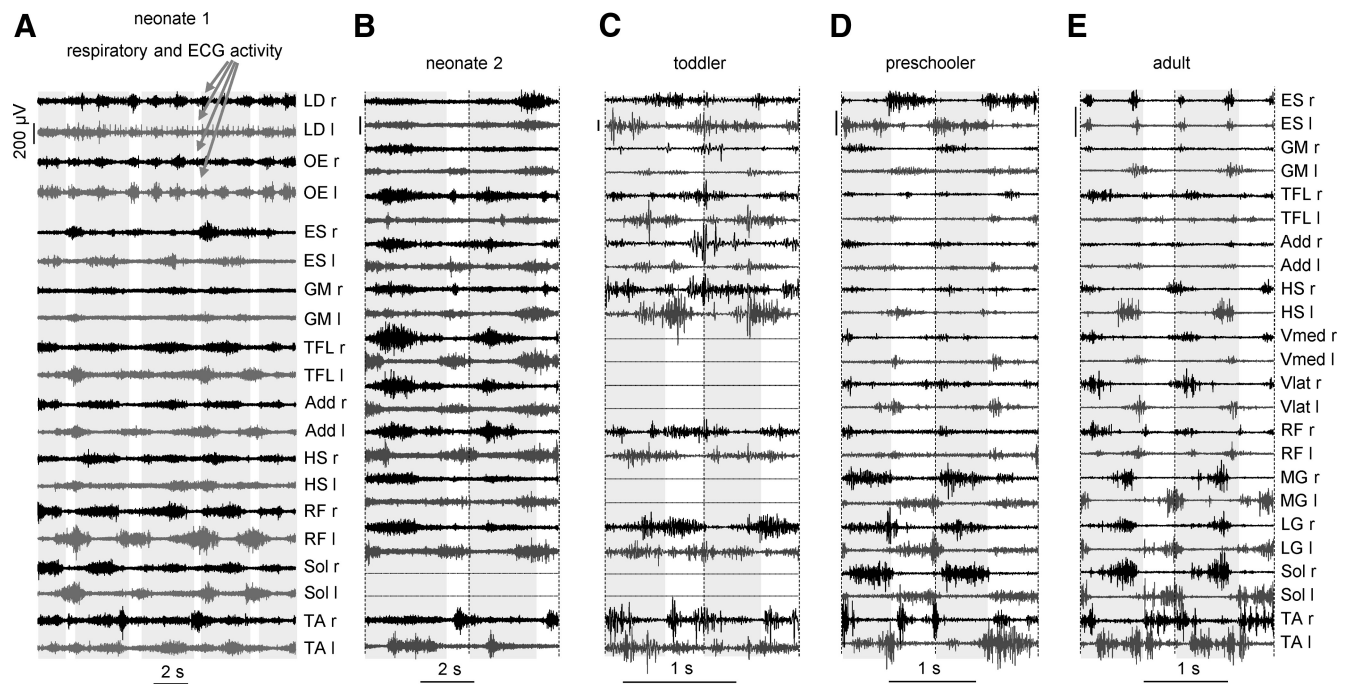 A
neonate 1
respiratory and ECG activity
200 µV
LD r
LD l
OE r
OE l
ES r
ES l
GM r
GM l
TFL r
TFL l
Add r
Add l
HS r
HS l
RF r
RF l
Sol r
Sol l
TA r
TA l
2 s
B
neonate 2
2 s
C
toddler
1 s
D
preschooler
1 s
E
adult
ES r
ES l
GM r
GM l
TFL r
TFL l
Add r
Add l
HS r
HS l
Vmed r
Vmed l
Vlat r
Vlat l
RF r
RF l
MG r
MG l
LG r
LG l
Sol r
Sol l
TA r
TA l
1 s